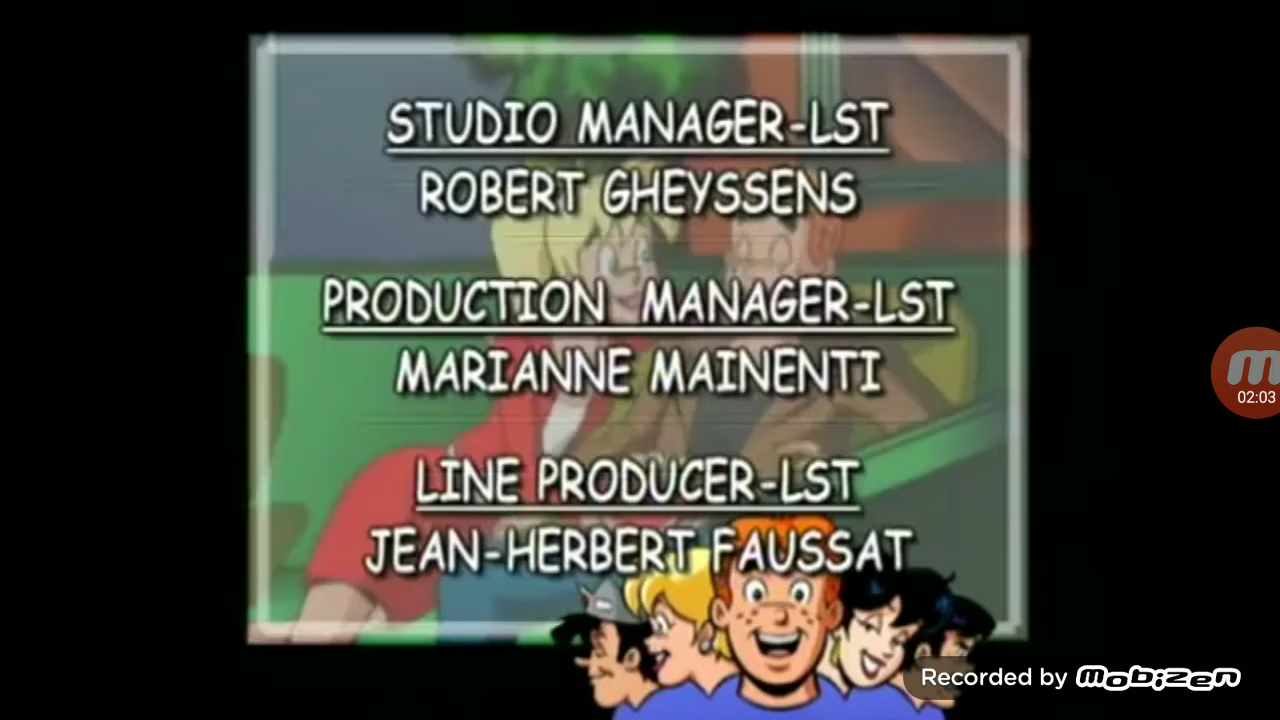 STUDIO MANAGER-LST
ROBERT GHEYSSENS
PRODUCTION MANAGER-LST
MARIANNE MAINENTI
LINE PRODUCER-LST
JEAN-HERBERT FAUSSAT
02:03
Recorded by mobizen